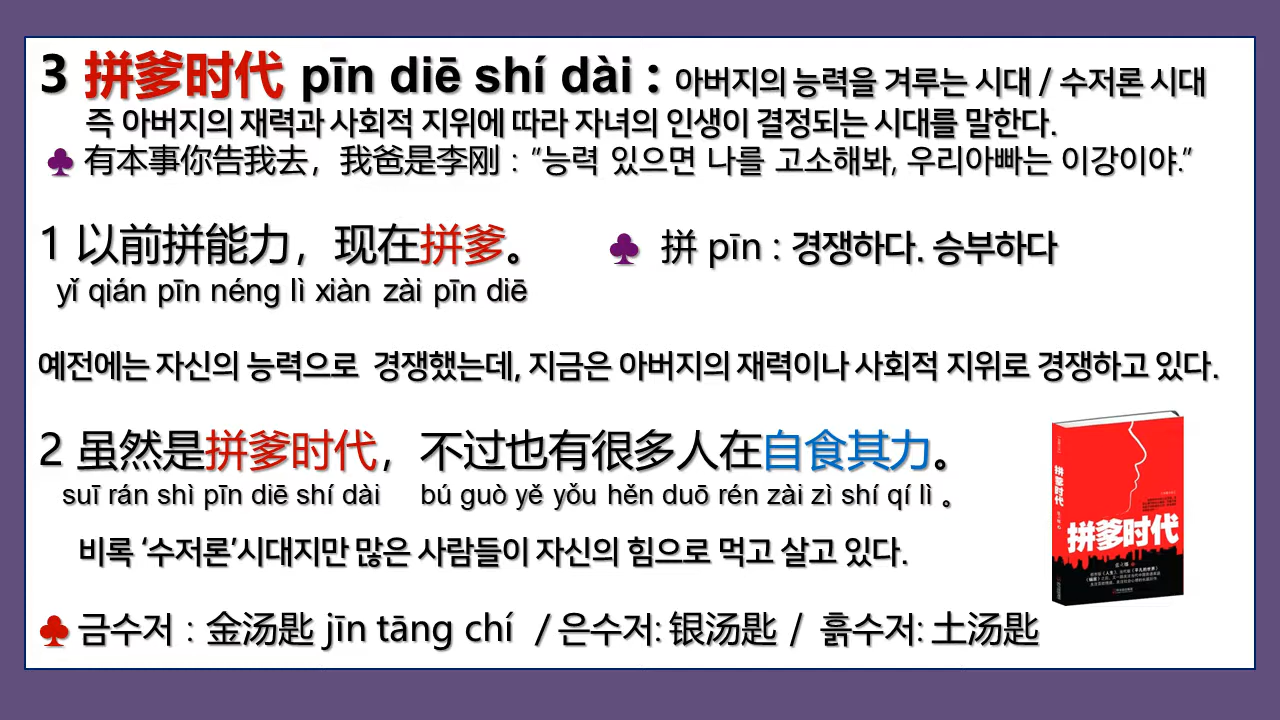 3 拼爹时代 pīn diē shí dài : 아버지의 능력을 겨루는 시대 / 수저론 시대
즉 아버지의 재력과 사회적 지위에 따라 자녀의 인생이 결정되는 시대를 말한다.
♣ 有本事你告我去，我爸是李刚 : “능력 있으면 나를 고소해봐, 우리아빠는 이강이야.“
1 以前拼能力，现在拼爹。 ♣ 拼 pīn : 경쟁하다. 승부하다
yǐ qián pīn néng lì xiàn zài pīn diē
예전에는 자신의 능력으로 경쟁했는데, 지금은 아버지의 재력이나 사회적 지위로 경쟁하고 있다.
2 虽然是拼爹时代，不过也有很多人在自食其力。
suī rán shì pīn diē shí dài bú guò yě yǒu hěn duō rén zài zì shí qí lì 。
비록 ‘수저론’시대지만 많은 사람들이 자신의 힘으로 먹고 살고 있다.
拼爹时代
拼爹时代
♣ 금수저 : 金汤匙 jīn tāng chí / 은수저: 银汤匙 / 흙수저: 土汤匙